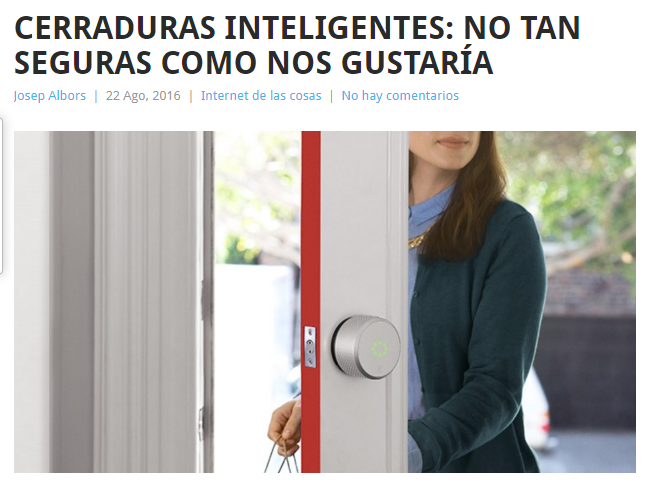 CERRADURAS INTELIGENTES: NO TAN
SEGURAS COMO NOS GUSTARÍA
Josep Albors | 22 Ago, 2016 | Internet de las cosas | No hay comentarios